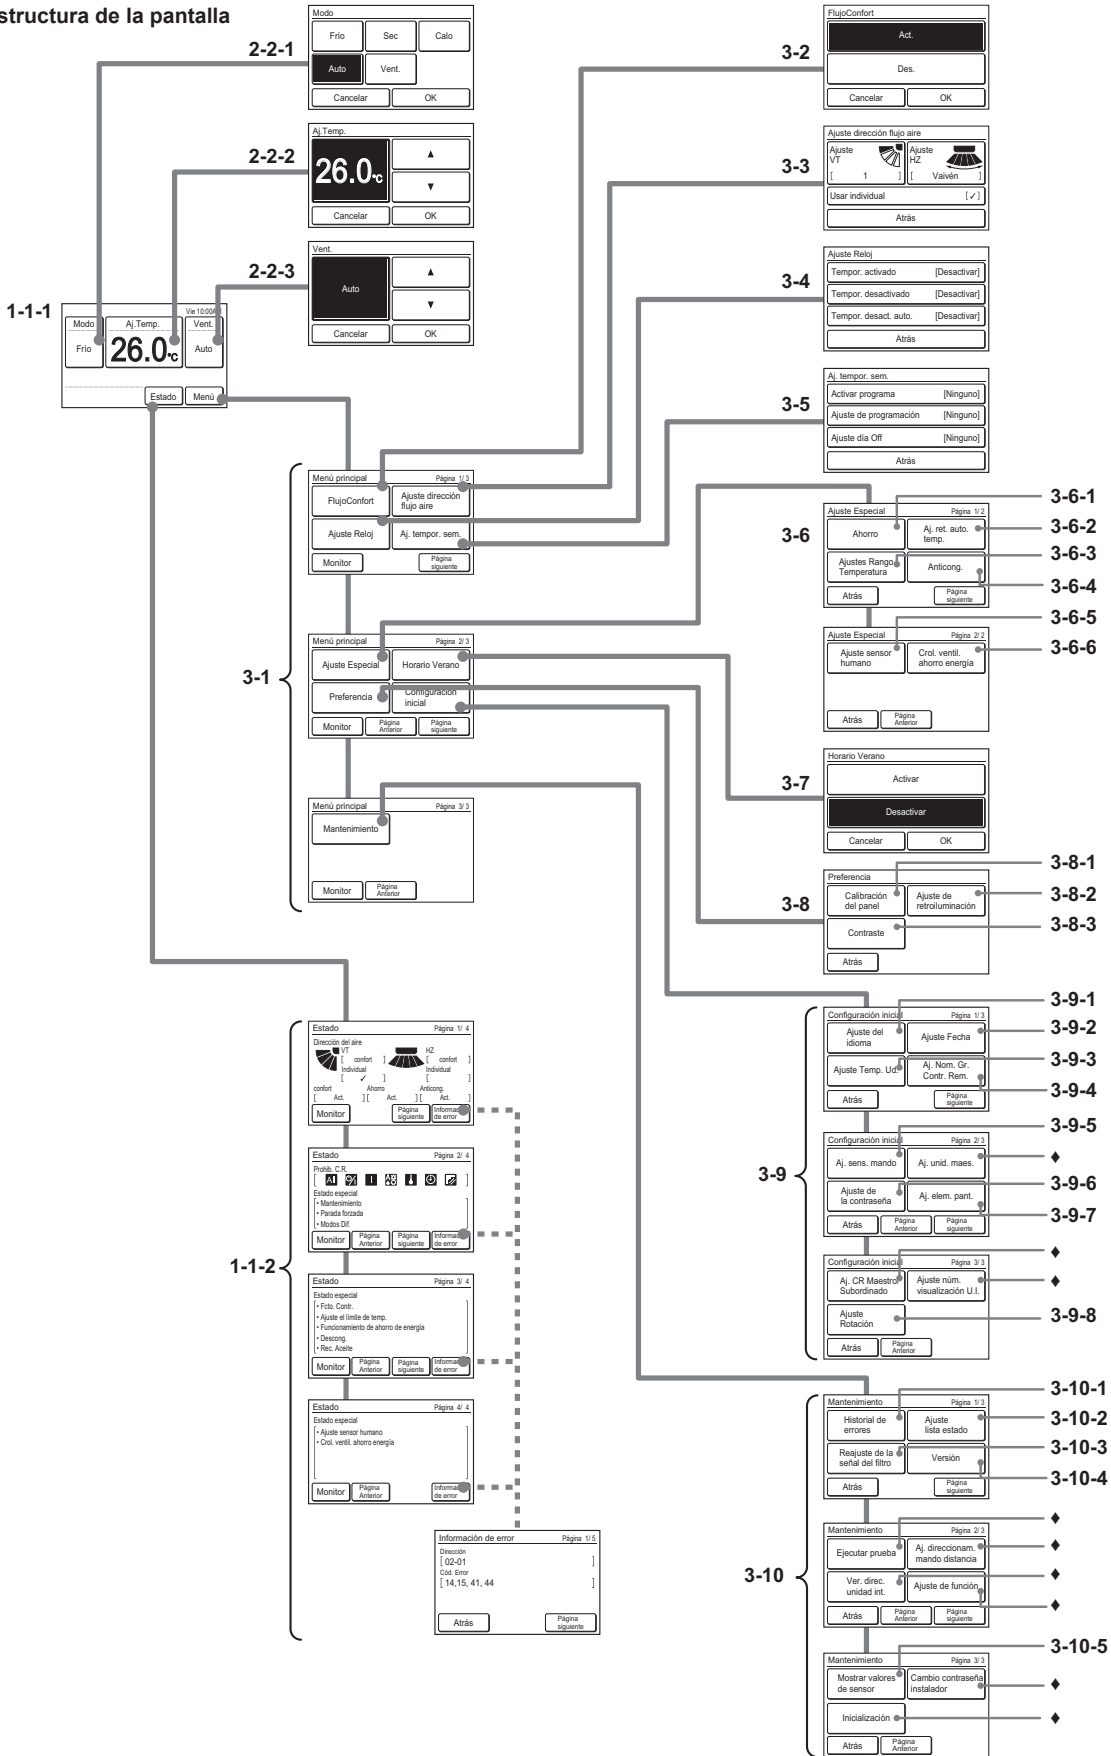 structura de la pantalla
1-1-1
Vie 10:00AM
Modo
Frío
Aj.Temp.
26.0°C
Vent.
Auto
Estado
Menú
2-2-1
Modo
Frío
Sec
Calo
Auto
Vent.
Cancelar
OK
2-2-2
Aj.Temp.
26.0°C
▲
▼
Cancelar
OK
2-2-3
Vent.
Auto
▲
▼
Cancelar
OK
3-1
Menú principal Página 1/ 3
FlujoConfort
Ajuste dirección
flujo aire
Ajuste Reloj
Aj. tempor. sem.
Monitor
Página
siguiente
Menú principal Página 2/ 3
Ajuste Especial
Horario Verano
Preferencia
Configuración
inicial
Monitor
Página
Anterior
Página
siguiente
Menú principal Página 3/ 3
Mantenimiento
Monitor
Página
Anterior
1-1-2
Estado Página 1/ 4
Dirección del aire
VT
[ confort ]
Individual
[ ✓ ]
HZ
[ confort ]
Individual
[ ]
confort Ahorro Anticong.
[ Act. ] [ Act. ] [ Act. ]
Monitor
Página
siguiente
Informac
de error
Estado Página 2/ 4
Prohib. C.R.
Estado especial
• Mantenimiento
• Parada forzada
• Modos Dif.
Monitor
Página
Anterior
Página
siguiente
Informac
de error
Estado Página 3/ 4
Estado especial
• Fcto. Contr.
• Ajuste el límite de temp.
• Funcionamiento de ahorro de energía
• Descong.
• Rec. Aceite
Monitor
Página
Anterior
Página
siguiente
Informac
de error
Estado Página 4/ 4
Estado especial
• Ajuste sensor humano
• Crol. ventil. ahorro energía
Monitor
Página
Anterior
Informac
de error
Información de error Página 1/ 5
Dirección
[ 02-01 ]
Cód. Error
[ 14,15, 41, 44 ]
Atrás
Página
siguiente
3-2
FlujoConfort
Act.
Des.
Cancelar
OK
3-3
Ajuste dirección flujo aire
Ajuste
VT
[ 1 ]
Ajuste
HZ
[ Vaivén ]
Usar individual [✓]
Atrás
3-4
Ajuste Reloj
Tempor. activado [Desactivar]
Tempor. desactivado [Desactivar]
Tempor. desact. auto. [Desactivar]
Atrás
3-5
Aj. tempor. sem.
Activar programa [Ninguno]
Ajuste de programación [Ninguno]
Ajuste día Off [Ninguno]
Atrás
3-6
Ajuste Especial Página 1/ 2
Ahorro
Aj. ret. auto.
temp.
Ajustes Rango
Temperatura
Anticong.
Atrás
Página
siguiente
3-6-1
3-6-2
3-6-3
3-6-4
Ajuste Especial Página 2/ 2
Ajuste sensor
humano
Crol. ventil.
ahorro energía
Atrás
Página
Anterior
3-6-5
3-6-6
3-7
Horario Verano
Activar
Desactivar
Cancelar
OK
3-8
Preferencia
Calibración
del panel
Ajuste de
retroiluminación
Contraste
Atrás
3-8-1
3-8-2
3-8-3
3-9
Configuración inicial Página 1/ 3
Ajuste del
idioma
Ajuste Fecha
Ajuste Temp. Ud.
Aj. Nom. Gr.
Contr. Rem.
Atrás
Página
siguiente
3-9-1
3-9-2
3-9-3
3-9-4
Configuración inicial Página 2/ 3
Aj. sens. mando
Aj. unid. maes.
Ajuste de
la contraseña
Aj. elem. pant.
Atrás
Página
Anterior
Página
siguiente
3-9-5
♦
3-9-6
3-9-7
Configuración inicial Página 3/ 3
Aj. CR Maestro
Subordinado
Ajuste núm.
visualización U.I.
Ajuste
Rotación
Atrás
Página
Anterior
♦
♦
3-9-8
3-10
Mantenimiento Página 1/ 3
Historial de
errores
Ajuste
lista estado
Reajuste de la
señal del filtro
Versión
Atrás
Página
siguiente
3-10-1
3-10-2
3-10-3
3-10-4
Mantenimiento Página 2/ 3
Ejecutar prueba
Aj. direccionam.
mando distancia
Ver. direc.
unidad int.
Ajuste de función
Atrás
Página
Anterior
Página
siguiente
♦
♦
♦
♦
Mantenimiento Página 3/ 3
Mostrar valores
de sensor
Cambio contraseña
instalador
Inicialización
Atrás
Página
Anterior
3-10-5
♦
♦